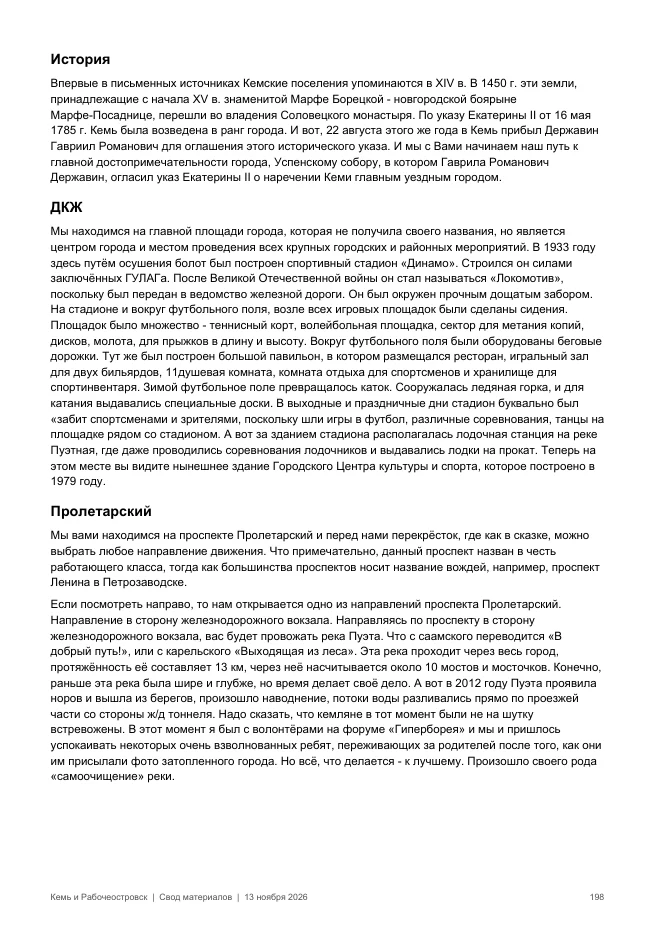 История
Впервые в письменных источниках Кемские поселения упоминаются в XIV в. В 1450 г. эти земли,
принадлежащие с начала XV в. знаменитой Марфе Борецкой - новгородской боярыне
Марфе-Посаднице, перешли во владения Соловецкого монастыря. По указу Екатерины II от 16 мая
1785 г. Кемь была возведена в ранг города. И вот, 22 августа этого же года в Кемь прибыл Державин
Гавриил Романович для оглашения этого исторического указа. И мы с Вами начинаем наш путь к
главной достопримечательности города, Успенскому собору, в котором Гаврила Романович
Державин, огласил указ Екатерины II о наречении Кеми главным уездным городом.
ДКЖ
Мы находимся на главной площади города, которая не получила своего названия, но является
центром города и местом проведения всех крупных городских и районных мероприятий. В 1933 году
здесь путём осушения болот был построен спортивный стадион «Динамо». Строился он силами
заключённых ГУЛАГа. После Великой Отечественной войны он стал называться «Локомотив»,
поскольку был передан в ведомство железной дороги. Он был окружен прочным дощатым забором.
На стадионе и вокруг футбольного поля, возле всех игровых площадок были сделаны сидения.
Площадок было множество - теннисный корт, волейбольная площадка, сектор для метания копий,
дисков, молота, для прыжков в длину и высоту. Вокруг футбольного поля были оборудованы беговые
дорожки. Тут же был построен большой павильон, в котором размещался ресторан, игральный зал
для двух бильярдов, 11душевая комната, комната отдыха для спортсменов и хранилище для
спортинвентаря. Зимой футбольное поле превращалось каток. Сооружалась ледяная горка, и для
катания выдавались специальные доски. В выходные и праздничные дни стадион буквально был
«забит спортсменами и зрителями, поскольку шли игры в футбол, различные соревнования, танцы на
площадке рядом со стадионом. А вот за зданием стадиона располагалась лодочная станция на реке
Пуэтная, где даже проводились соревнования лодочников и выдавались лодки на прокат. Теперь на
этом месте вы видите нынешнее здание Городского Центра культуры и спорта, которое построено в
1979 году.
Пролетарский
Мы вами находимся на проспекте Пролетарский и перед нами перекрёсток, где как в сказке, можно
выбрать любое направление движения. Что примечательно, данный проспект назван в честь
работающего класса, тогда как большинства проспектов носит название вождей, например, проспект
Ленина в Петрозаводске.
Если посмотреть направо, то нам открывается одно из направлений проспекта Пролетарский.
Направление в сторону железнодорожного вокзала. Направляясь по проспекту в сторону
железнодорожного вокзала, вас будет провожать река Пуэта. Что с саамского переводится «В
добрый путь!», или с карельского «Выходящая из леса». Эта река проходит через весь город,
протяжённость её составляет 13 км, через неё насчитывается около 10 мостов и мосточков. Конечно,
раньше эта река была шире и глубже, но время делает своё дело. А вот в 2012 году Пуэта проявила
норов и вышла из берегов, произошло наводнение, потоки воды разливались прямо по проезжей
части со стороны ж/д тоннеля. Надо сказать, что кемляне в тот момент были не на шутку
встревожены. В этот момент я был с волонтёрами на форуме «Гиперборея» и мы и пришлось
успокаивать некоторых очень взволнованных ребят, переживающих за родителей после того, как они
им присылали фото затопленного города. Но всё, что делается - к лучшему. Произошло своего рода
«самоочищение» реки.
Кемь и Рабочеостровск | Свод материалов | 13 ноября 2026
198